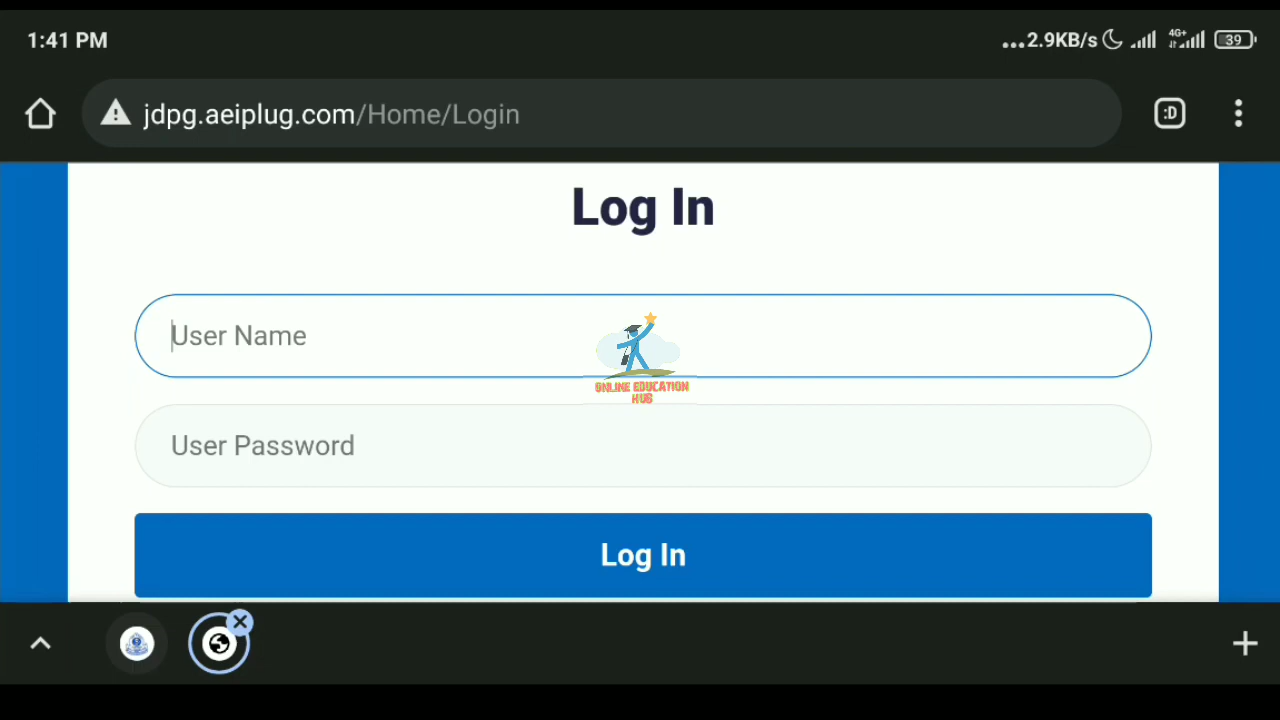 1:41 PM
...2.9KB/s 4G+ 39
jdpg.aeiplug.com/Home/Login
:D
Log In
User Name
ONLINE EDUCATION
HUB
User Password
Log In